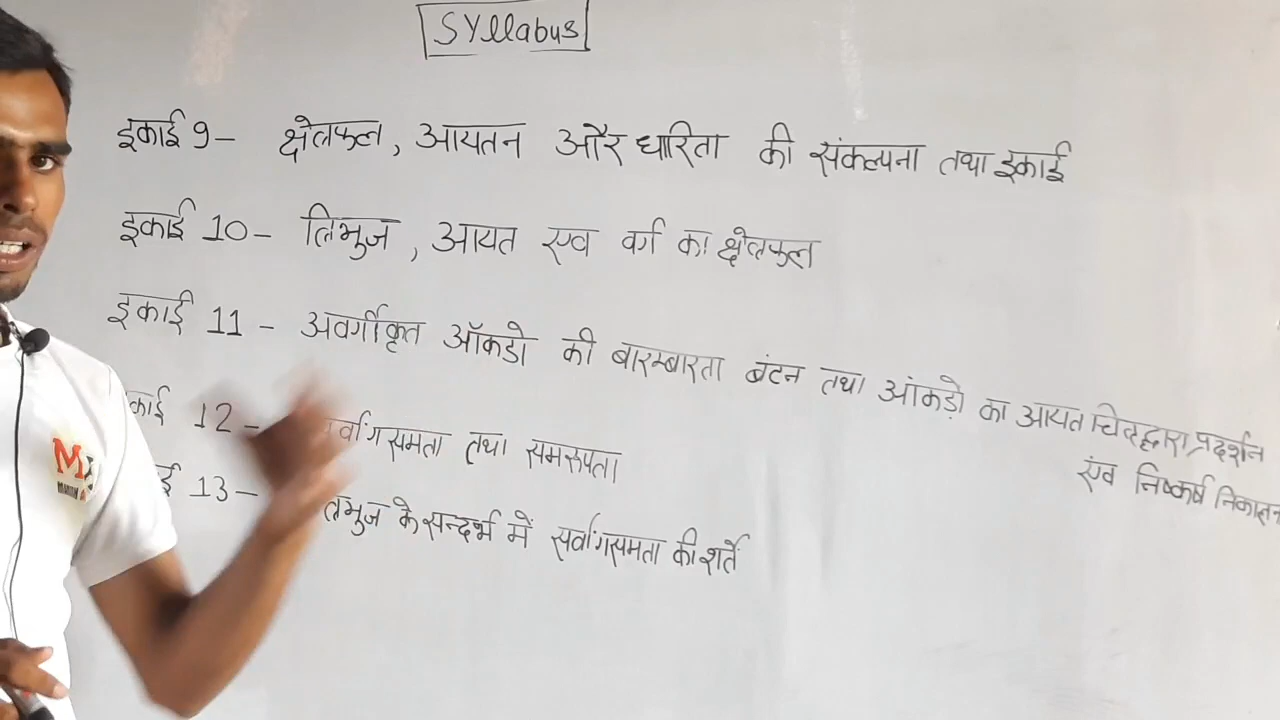 Syllabus
इकाई 9- क्षेत्रफल, आयतन और धारिता की संकल्पना तथा इकाई
इकाई 10- त्रिभुज, आयत एंव वर्ग का क्षेत्रफल
इकाई 11- अवर्गीकृत ऑकडो की बारम्बारता बंटन तथा आंकड़ो का आयत चित्र द्वारा प्रदर्शन
एंव निष्कर्ष निकालन
काई 12- र्वांगसमता तथा समरूपता
ई 13- त्रभुज के सन्दर्भ में सर्वांगसमता की शर्ते